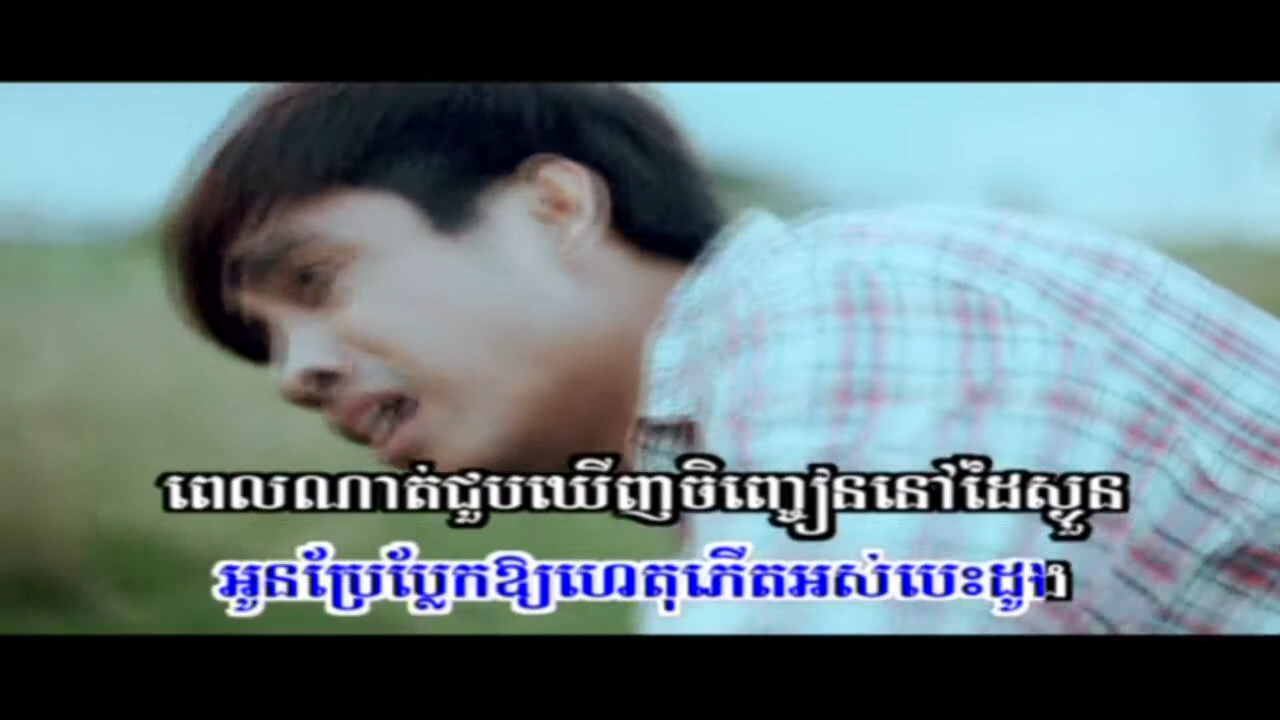 ពេលណាត់ជួបឃើញចិញ្ចៀននៅដៃស្ងួន
អូនប្រែប្លែកឱ្យហេតុកើតអស់បេះដូង